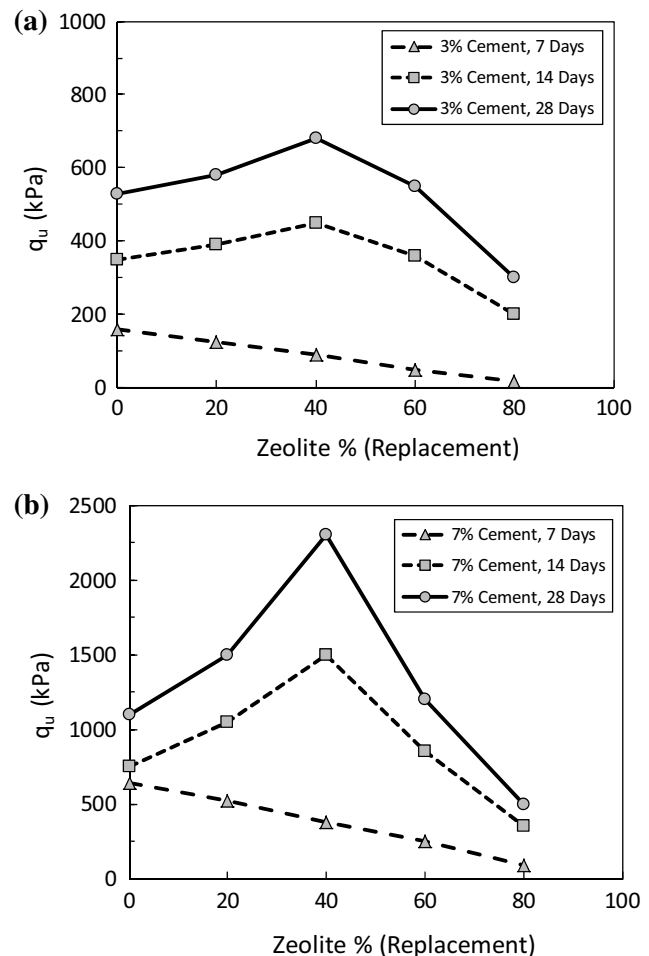 (a)
1000
800
600
400
200
0
qu (kPa)
3% Cement, 7 Days
3% Cement, 14 Days
3% Cement, 28 Days
0 20 40 60 80 100
Zeolite % (Replacement)
(b)
2500
2000
1500
1000
500
0
qu (kPa)
7% Cement, 7 Days
7% Cement, 14 Days
7% Cement, 28 Days
0 20 40 60 80 100
Zeolite % (Replacement)